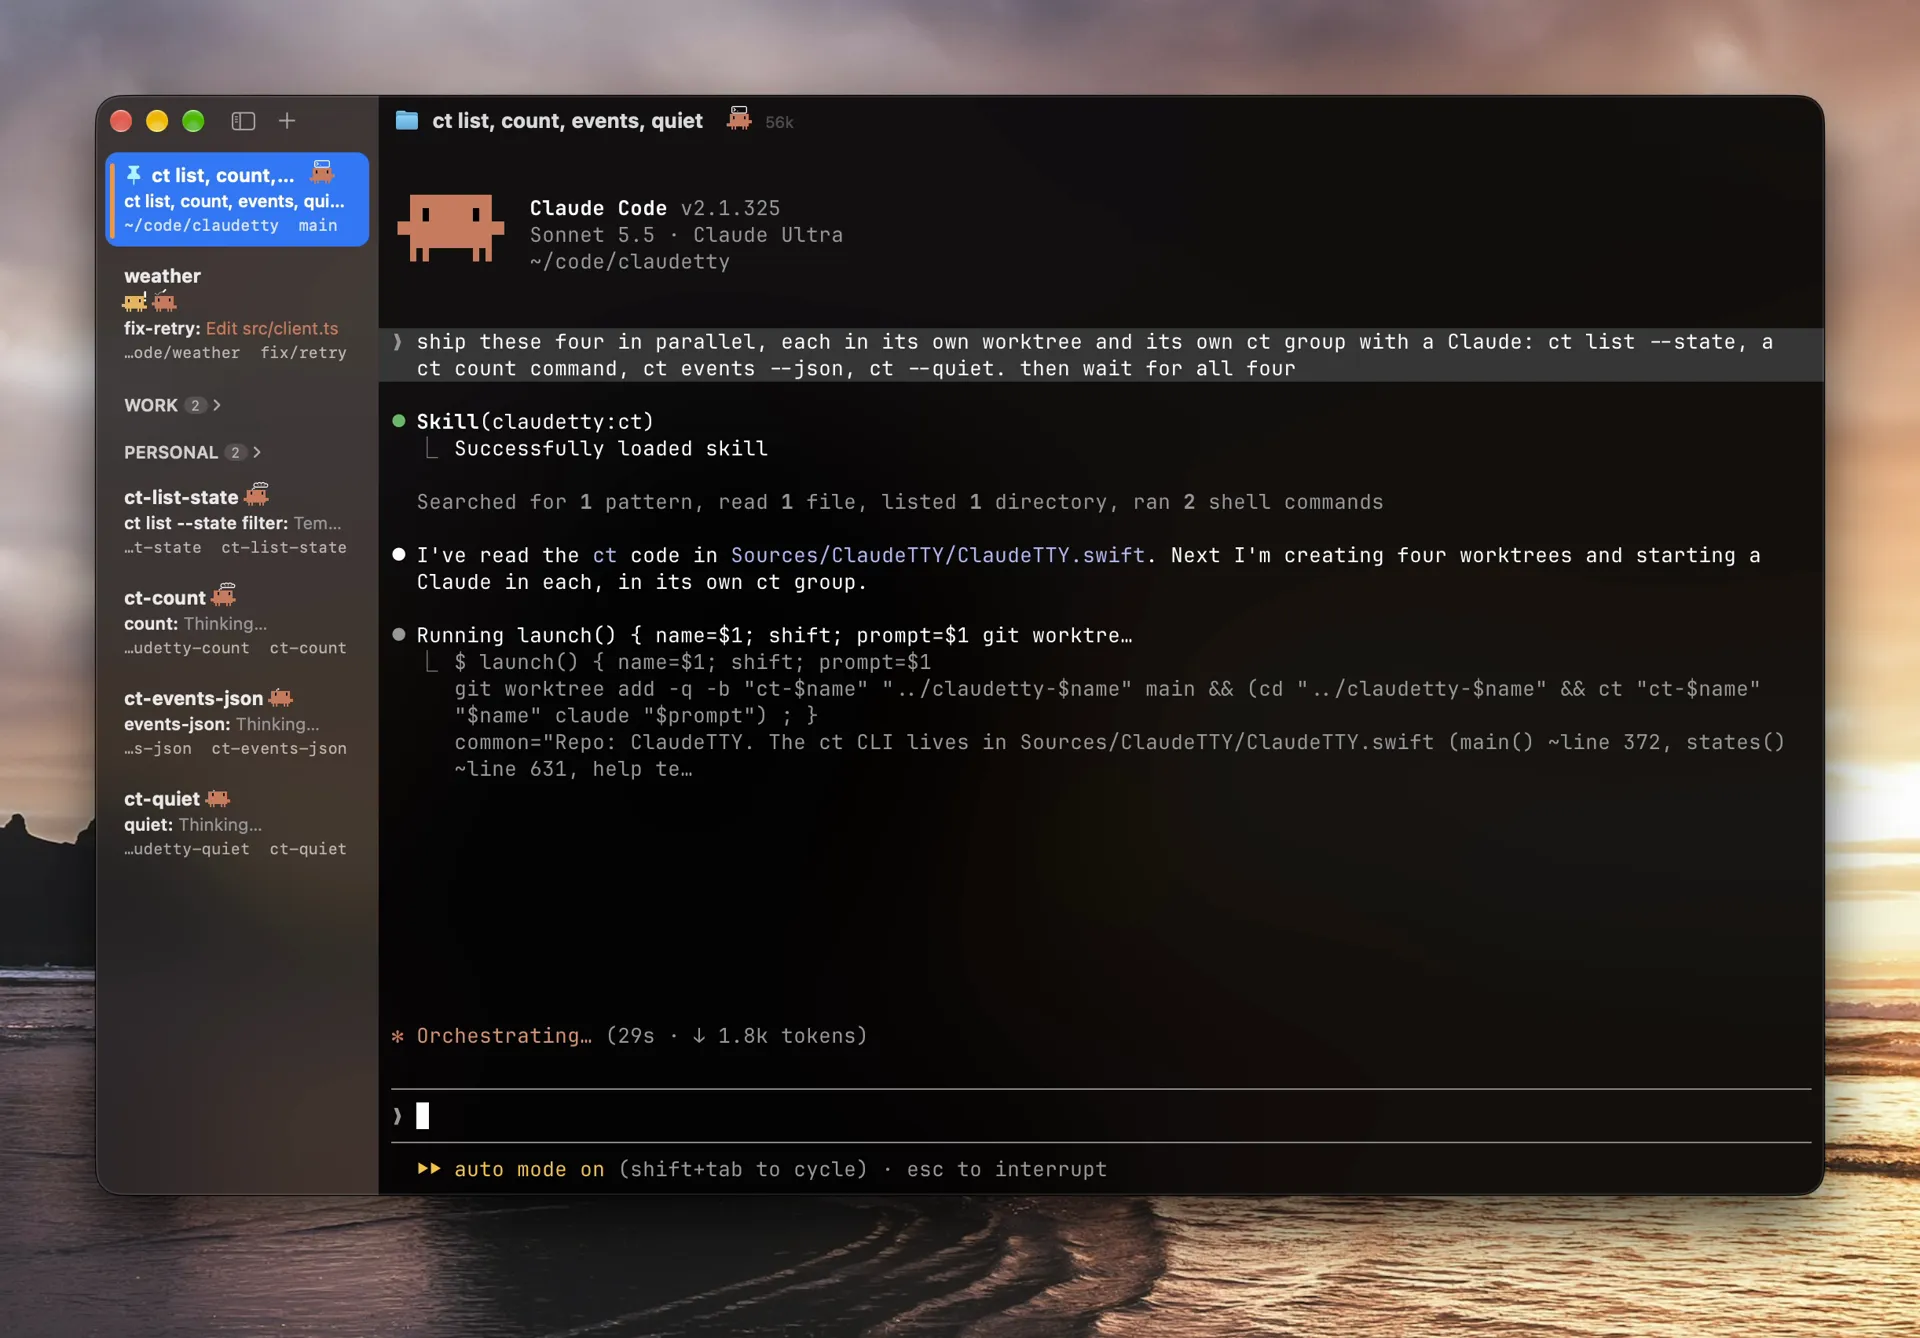 ct list, count,...
ct list, count, events, qui...
~/code/claudetty main
weather
fix-retry: Edit src/client.ts
…ode/weather fix/retry
WORK 2
PERSONAL 2
ct-list-state
ct list --state filter: Tem...
…t-state ct-list-state
ct-count
count: Thinking...
…udetty-count ct-count
ct-events-json
events-json: Thinking...
…s-json ct-events-json
ct-quiet
quiet: Thinking...
…udetty-quiet ct-quiet
ct list, count, events, quiet 56k
Claude Code v2.1.325
Sonnet 5.5 · Claude Ultra
~/code/claudetty
❯ ship these four in parallel, each in its own worktree and its own ct group with a Claude: ct list --state, a
ct count command, ct events --json, ct --quiet. then wait for all four
Skill(claudetty:ct)
Successfully loaded skill
Searched for 1 pattern, read 1 file, listed 1 directory, ran 2 shell commands
I've read the ct code in Sources/ClaudeTTY/ClaudeTTY.swift. Next I'm creating four worktrees and starting a
Claude in each, in its own ct group.
Running launch() { name=$1; shift; prompt=$1 git worktre…
$ launch() { name=$1; shift; prompt=$1
git worktree add -q -b "ct-$name" "../claudetty-$name" main && (cd "../claudetty-$name" && ct "ct-$name"
"$name" claude "$prompt") ; }
common="Repo: ClaudeTTY. The ct CLI lives in Sources/ClaudeTTY/ClaudeTTY.swift (main() ~line 372, states()
~line 631, help te…
✻ Orchestrating… (29s · ↓ 1.8k tokens)
❯
⏵⏵ auto mode on (shift+tab to cycle) · esc to interrupt